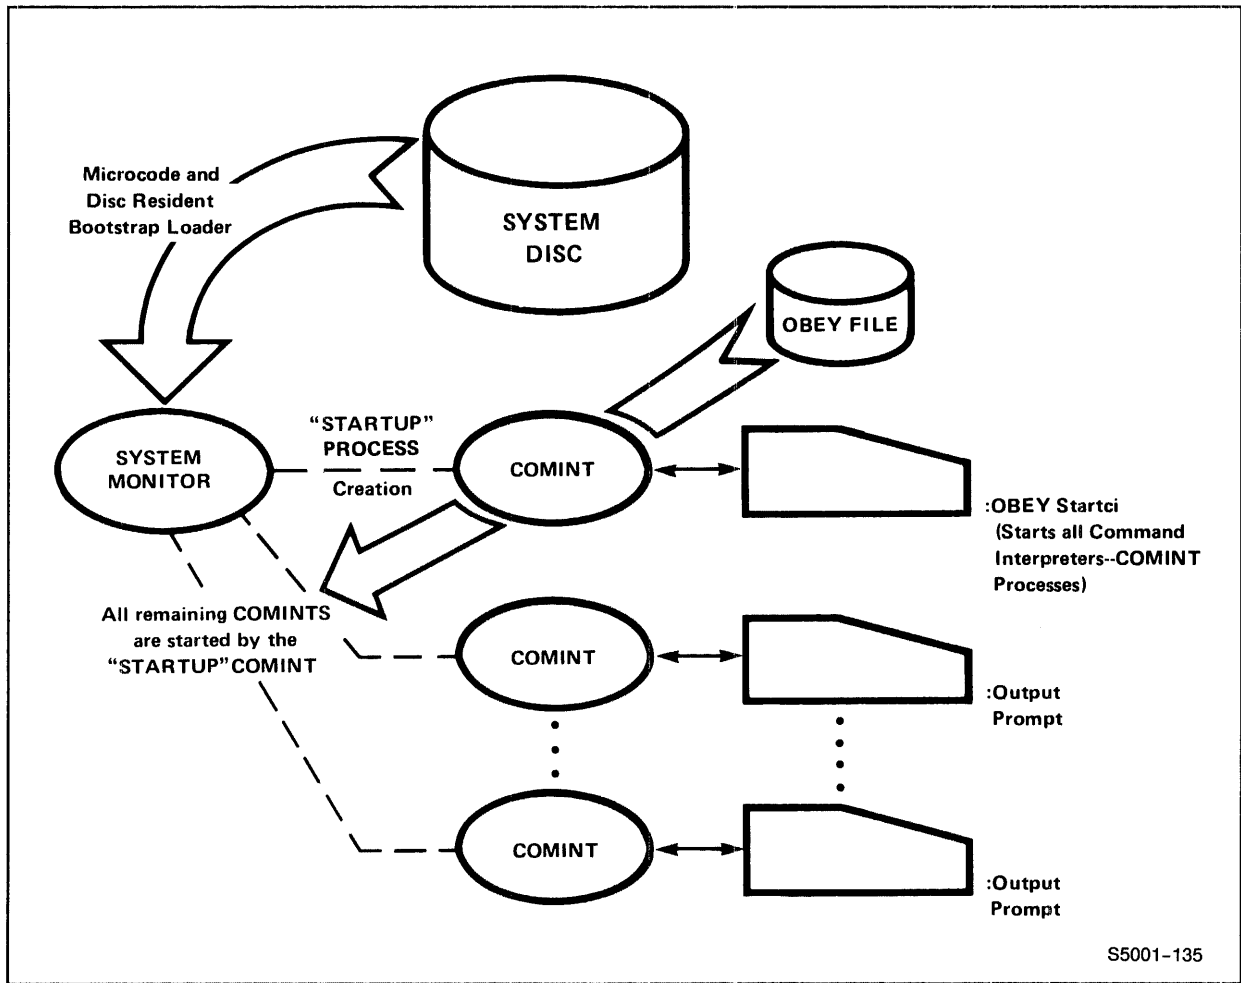 Microcode and
Disc Resident
Bootstrap Loader
SYSTEM
DISC
OBEY FILE
SYSTEM
MONITOR
“STARTUP”
PROCESS
Creation
COMINT
:OBEY Startci
(Starts all Command
Interpreters--COMINT
Processes)
All remaining COMINTS
are started by the
“STARTUP”COMINT
COMINT
:Output
Prompt
COMINT
:Output
Prompt
S5001-135